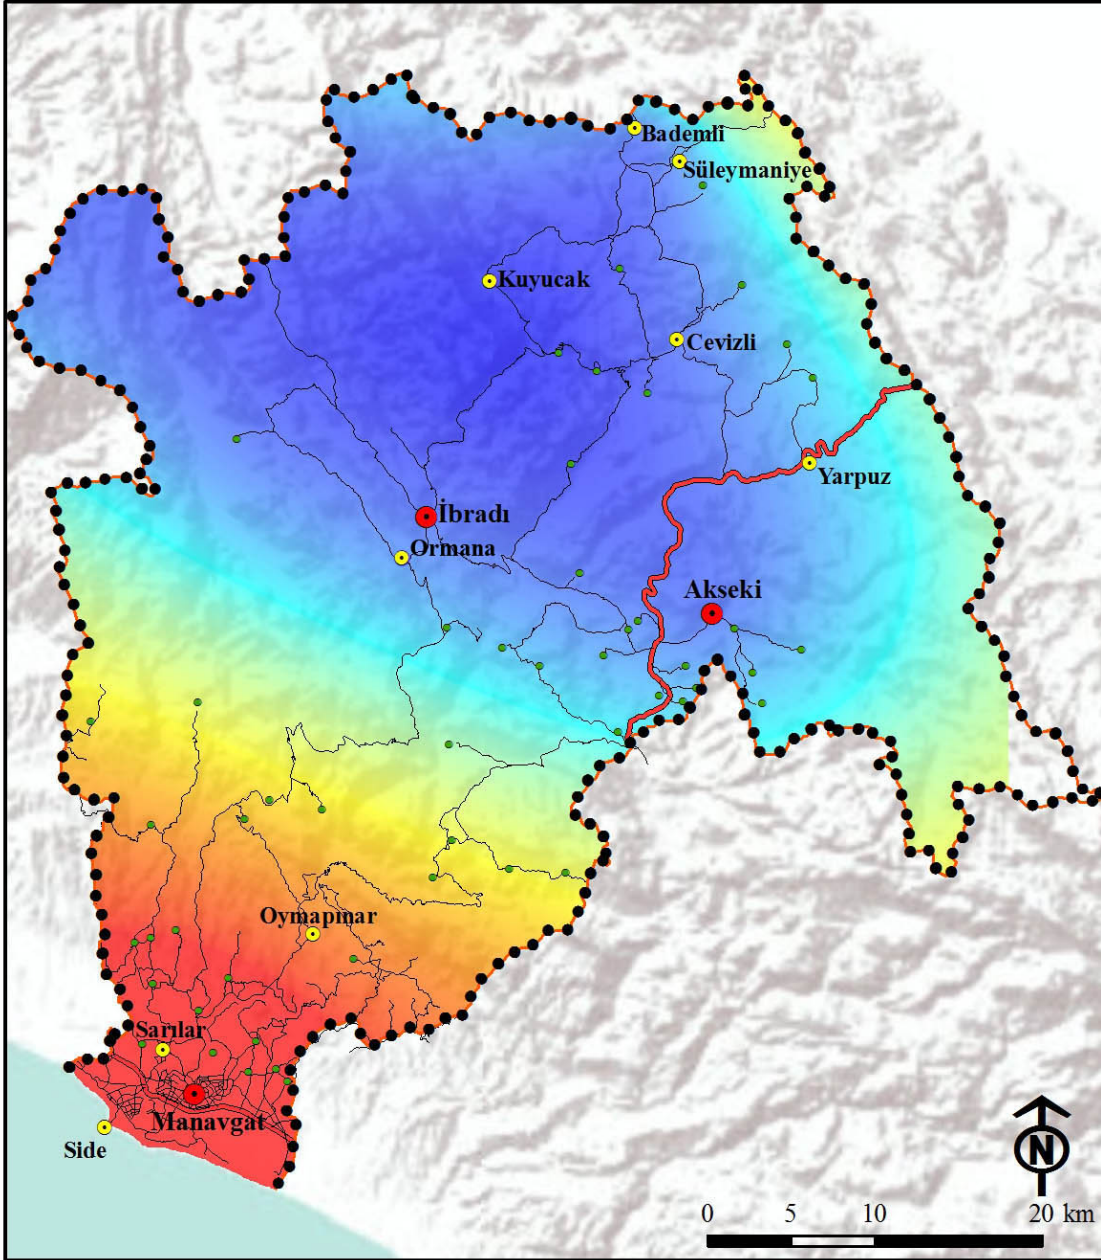 Bademli
Süleymaniye
Kuyucak
Cevizli
Yarpuz
İbradı
Ormana
Akseki
Oymapınar
Sarılar
Manavgat
Side
N
0 5 10 20 km